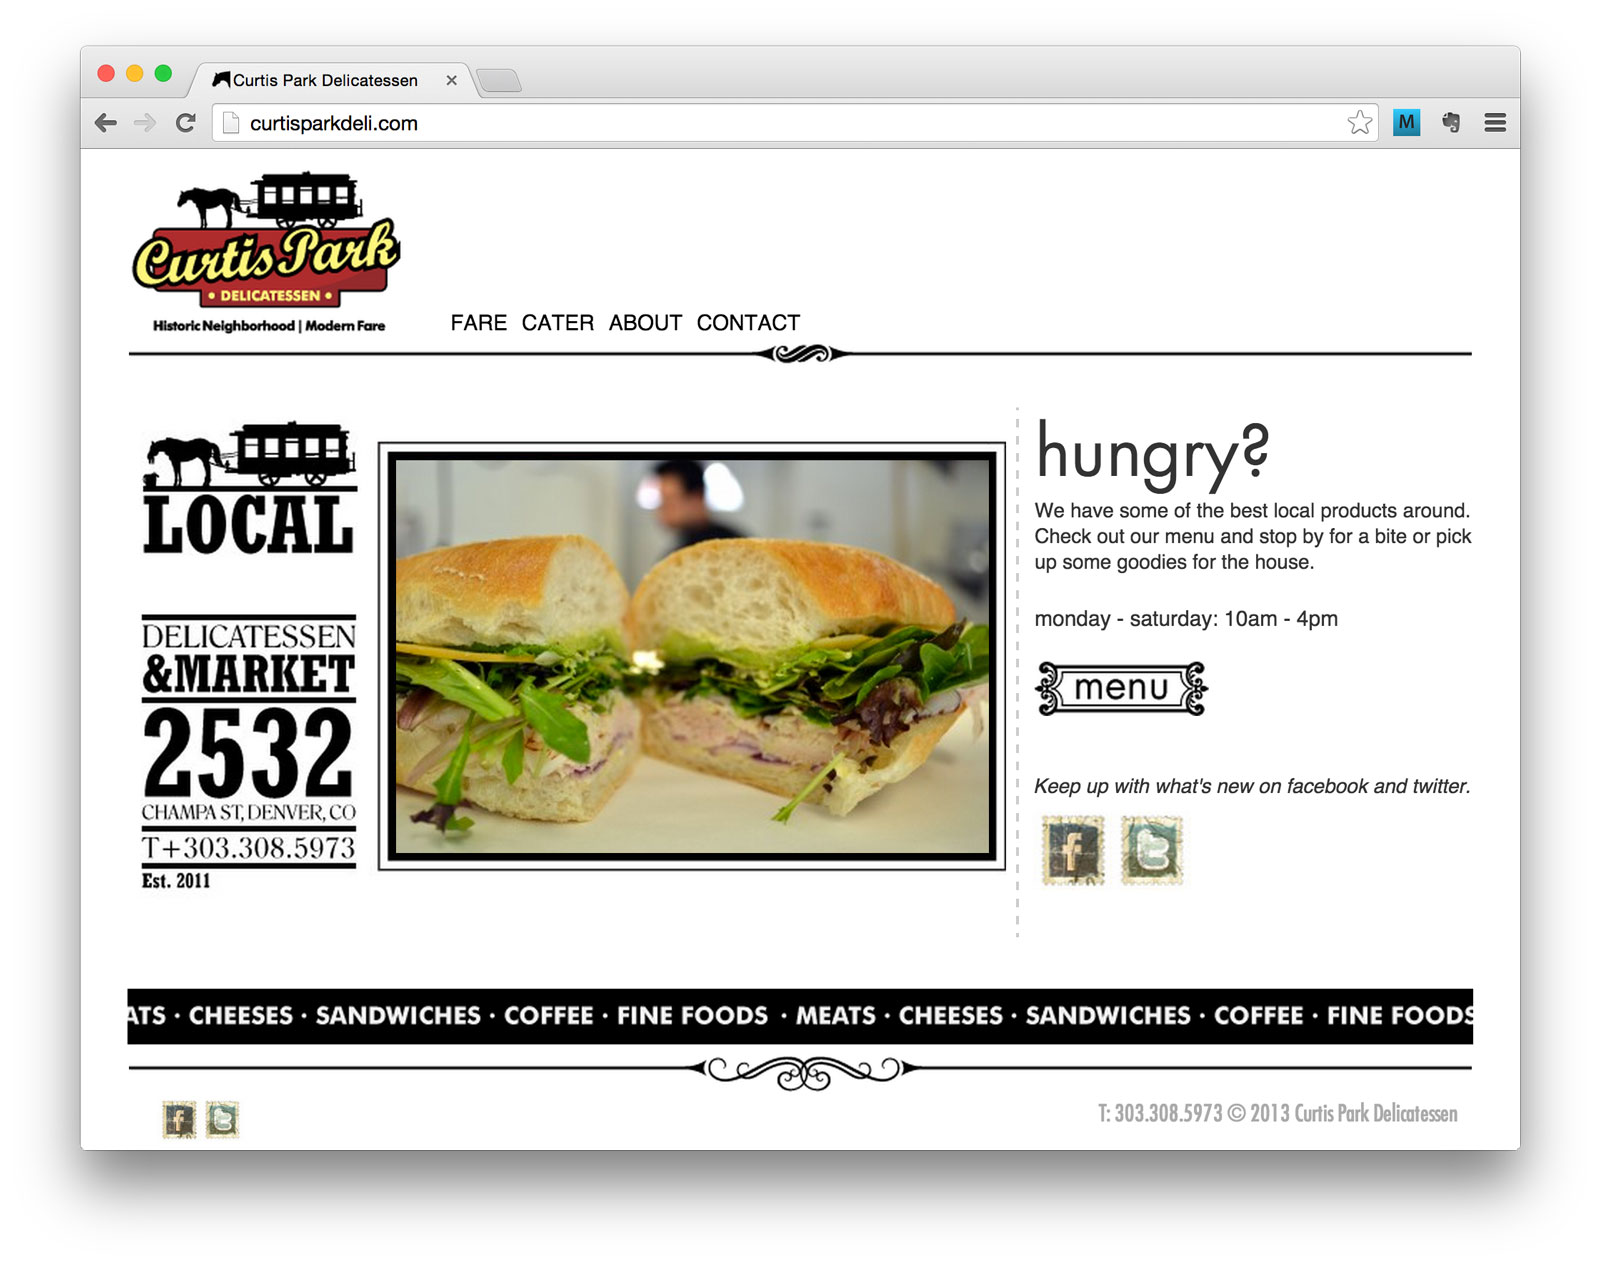 Curtis Park Delicatessen
curtisparkdeli.com
M
Curtis Park
• DELICATESSEN •
Historic Neighborhood | Modern Fare
FARE CATER ABOUT CONTACT
LOCAL
DELICATESSEN
&MARKET
2532
CHAMPA ST, DENVER, CO
T+303.308.5973
Est. 2011
hungry?
We have some of the best local products around.
Check out our menu and stop by for a bite or pick
up some goodies for the house.
monday - saturday: 10am - 4pm
menu
Keep up with what's new on facebook and twitter.
f t
ATS · CHEESES · SANDWICHES · COFFEE · FINE FOODS · MEATS · CHEESES · SANDWICHES · COFFEE · FINE FOODS
f t
T: 303.308.5973 © 2013 Curtis Park Delicatessen